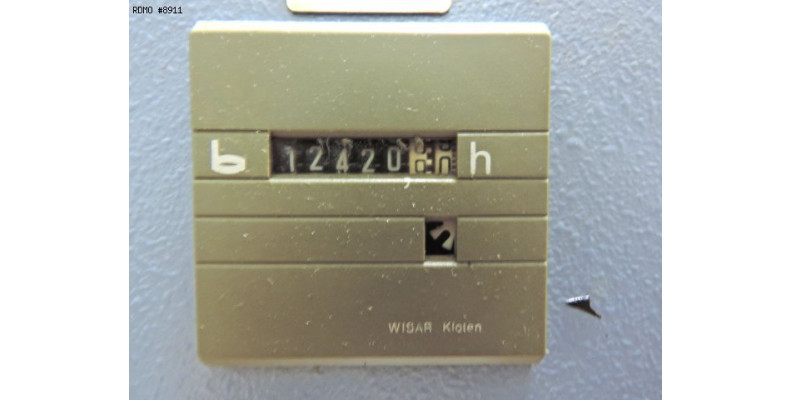 RDMO #8911
b 12420 h
WISAR Kloten